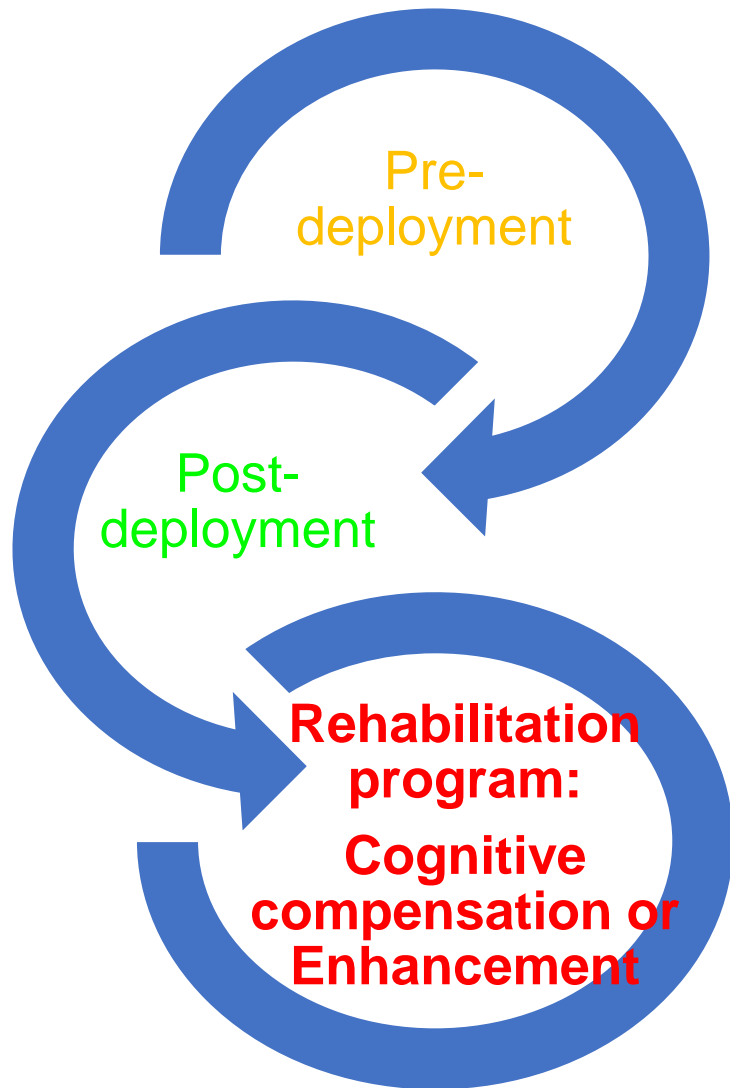 Pre-
deployment
Post-
deployment
Rehabilitation
program:
Cognitive
compensation or
Enhancement